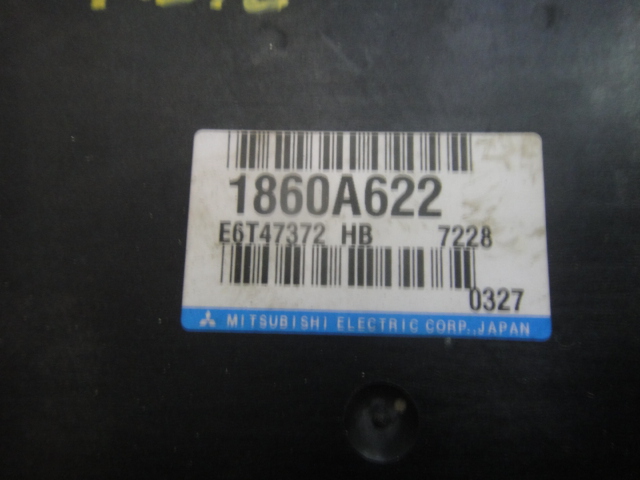 1860A622
E6T47372 HB 7228
0327
MITSUBISHI ELECTRIC CORP.,JAPAN